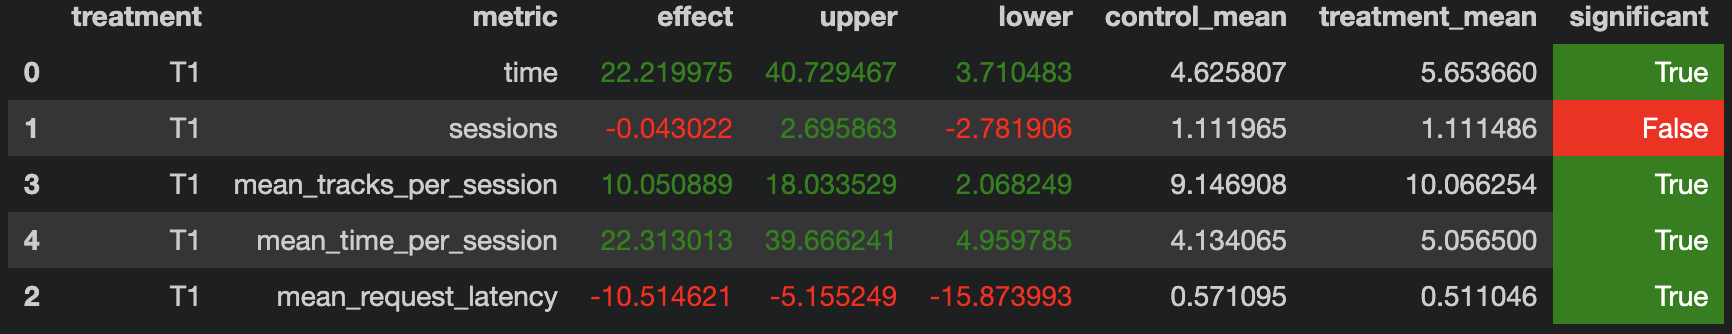 treatment metric effect upper lower control_mean treatment_mean significant
0 T1 time 22.219975 40.729467 3.710483 4.625807 5.653660 True
1 T1 sessions -0.043022 2.695863 -2.781906 1.111965 1.111486 False
3 T1 mean_tracks_per_session 10.050889 18.033529 2.068249 9.146908 10.066254 True
4 T1 mean_time_per_session 22.313013 39.666241 4.959785 4.134065 5.056500 True
2 T1 mean_request_latency -10.514621 -5.155249 -15.873993 0.571095 0.511046 True